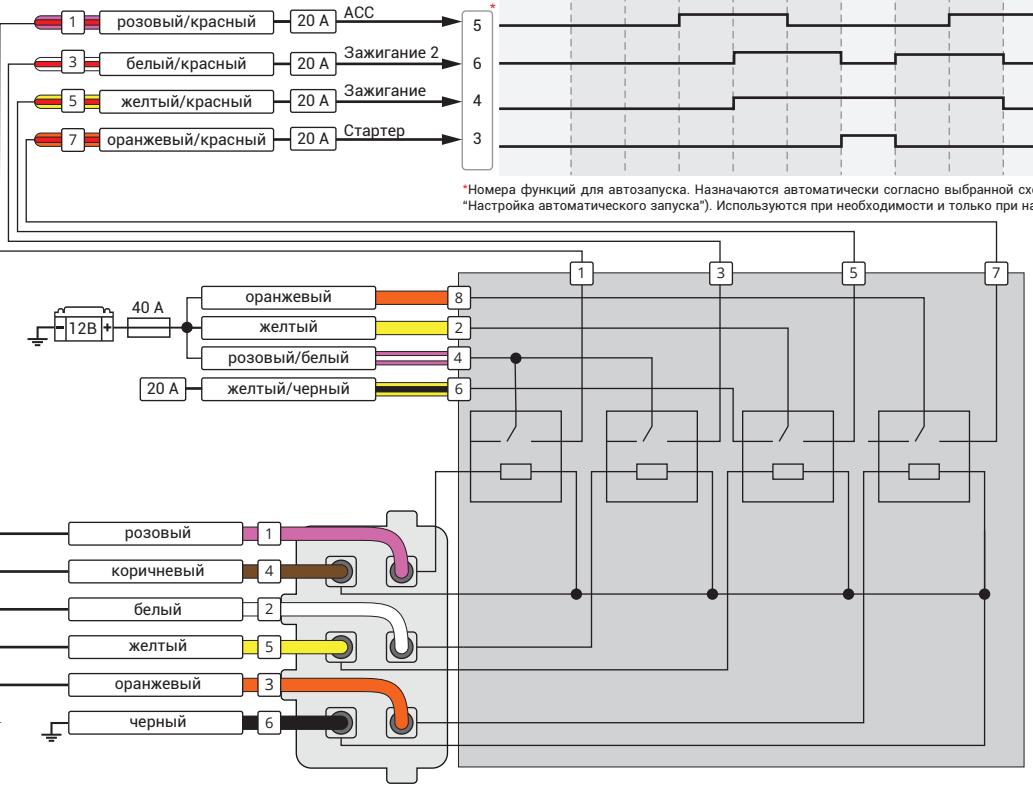 1 розовый/красный 20 А ACC 5 *
3 белый/красный 20 А Зажигание 2 6
5 желтый/красный 20 А Зажигание 4
7 оранжевый/красный 20 А Стартер 3
*Номера функций для автозапуска. Назначаются автоматически согласно выбранной
"Настройка автоматического запуска"). Используются при необходимости и только при
1 3 5 7
40 А
12В
- +
оранжевый 8
желтый 2
розовый/белый 4
20 А желтый/черный 6
розовый 1
коричневый 4
белый 2
желтый 5
оранжевый 3
черный 6